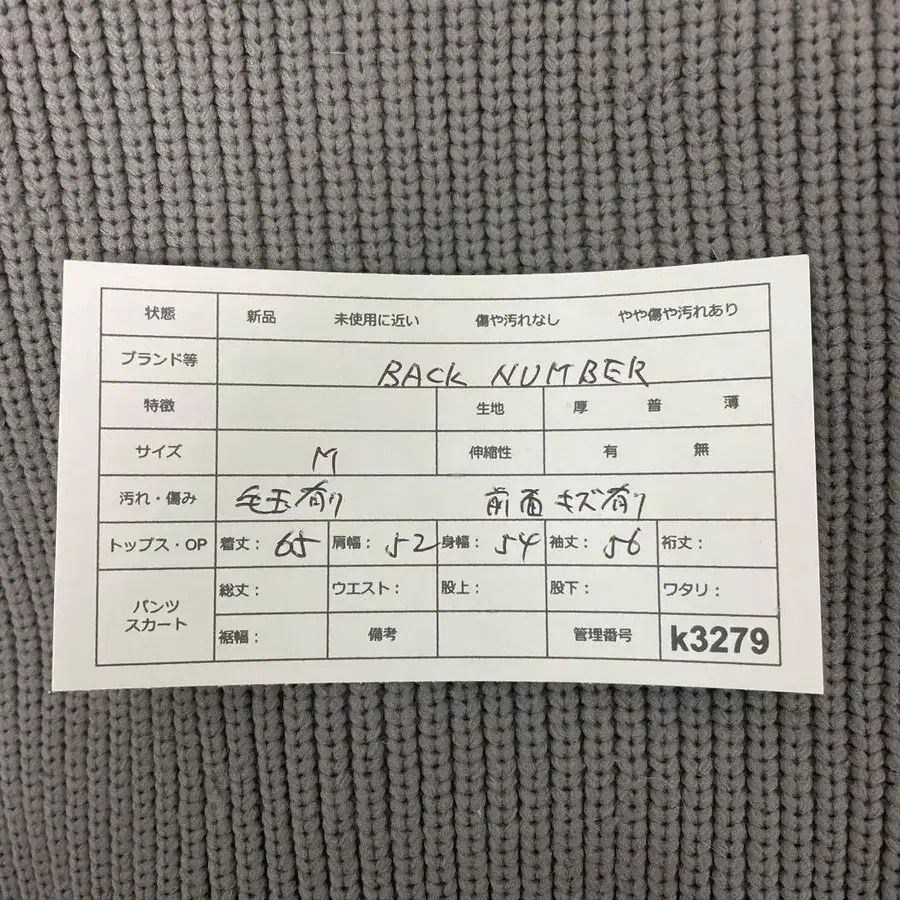 状態 新品 未使用に近い 傷や汚れなし やや傷や汚れあり
ブランド等 BACK NUMBER
特徴 生地 厚 普 薄
サイズ M 伸縮性 有 無
汚れ・傷み 毛玉有り 前面キズ有り
トップス・OP 着丈: 65 肩幅: 52 身幅: 54 袖丈: 56 裄丈:
パンツ スカート 総丈: ウエスト: 股上: 股下: ワタリ:
裾幅: 備考 管理番号 k3279